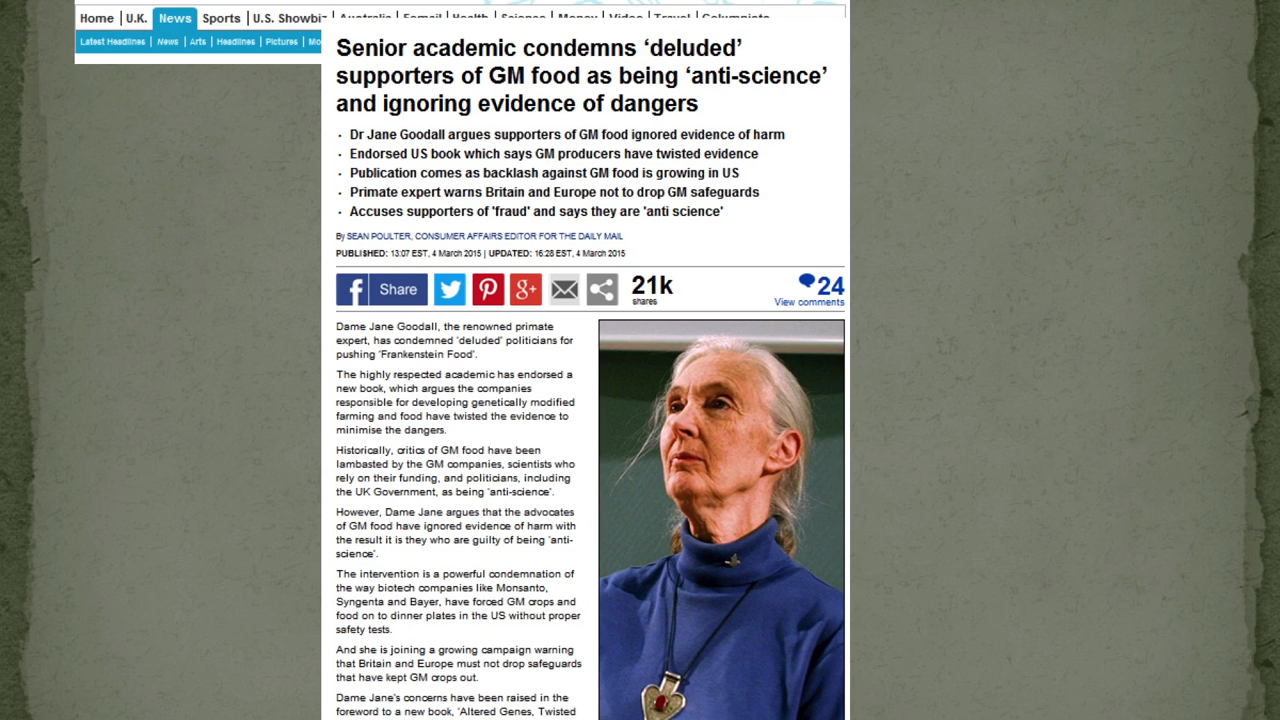 Home U.K. News Sports U.S. Showbiz Australia Femail Health Science Money Video Travel Columnists
Latest Headlines News Arts Headlines Pictures Mo
Senior academic condemns ‘deluded’
supporters of GM food as being ‘anti-science’
and ignoring evidence of dangers
· Dr Jane Goodall argues supporters of GM food ignored evidence of harm
· Endorsed US book which says GM producers have twisted evidence
· Publication comes as backlash against GM food is growing in US
· Primate expert warns Britain and Europe not to drop GM safeguards
· Accuses supporters of 'fraud' and says they are 'anti science'
By SEAN POULTER, CONSUMER AFFAIRS EDITOR FOR THE DAILY MAIL
PUBLISHED: 13:07 EST, 4 March 2015 | UPDATED: 16:28 EST, 4 March 2015
f Share g+ 21k 24
shares View comments
Dame Jane Goodall, the renowned primate
expert, has condemned ‘deluded’ politicians for
pushing ‘Frankenstein Food’.
The highly respected academic has endorsed a
new book, which argues the companies
responsible for developing genetically modified
farming and food have twisted the evidence to
minimise the dangers.
Historically, critics of GM food have been
lambasted by the GM companies, scientists who
rely on their funding, and politicians, including
the UK Government, as being ‘anti-science’.
However, Dame Jane argues that the advocates
of GM food have ignored evidence of harm with
the result it is they who are guilty of being ‘anti-
science’.
The intervention is a powerful condemnation of
the way biotech companies like Monsanto,
Syngenta and Bayer, have forced GM crops and
food on to dinner plates in the US without proper
safety tests.
And she is joining a growing campaign warning
that Britain and Europe must not drop safeguards
that have kept GM crops out.
Dame Jane's concerns have been raised in the
foreword to a new book, ‘Altered Genes, Twisted